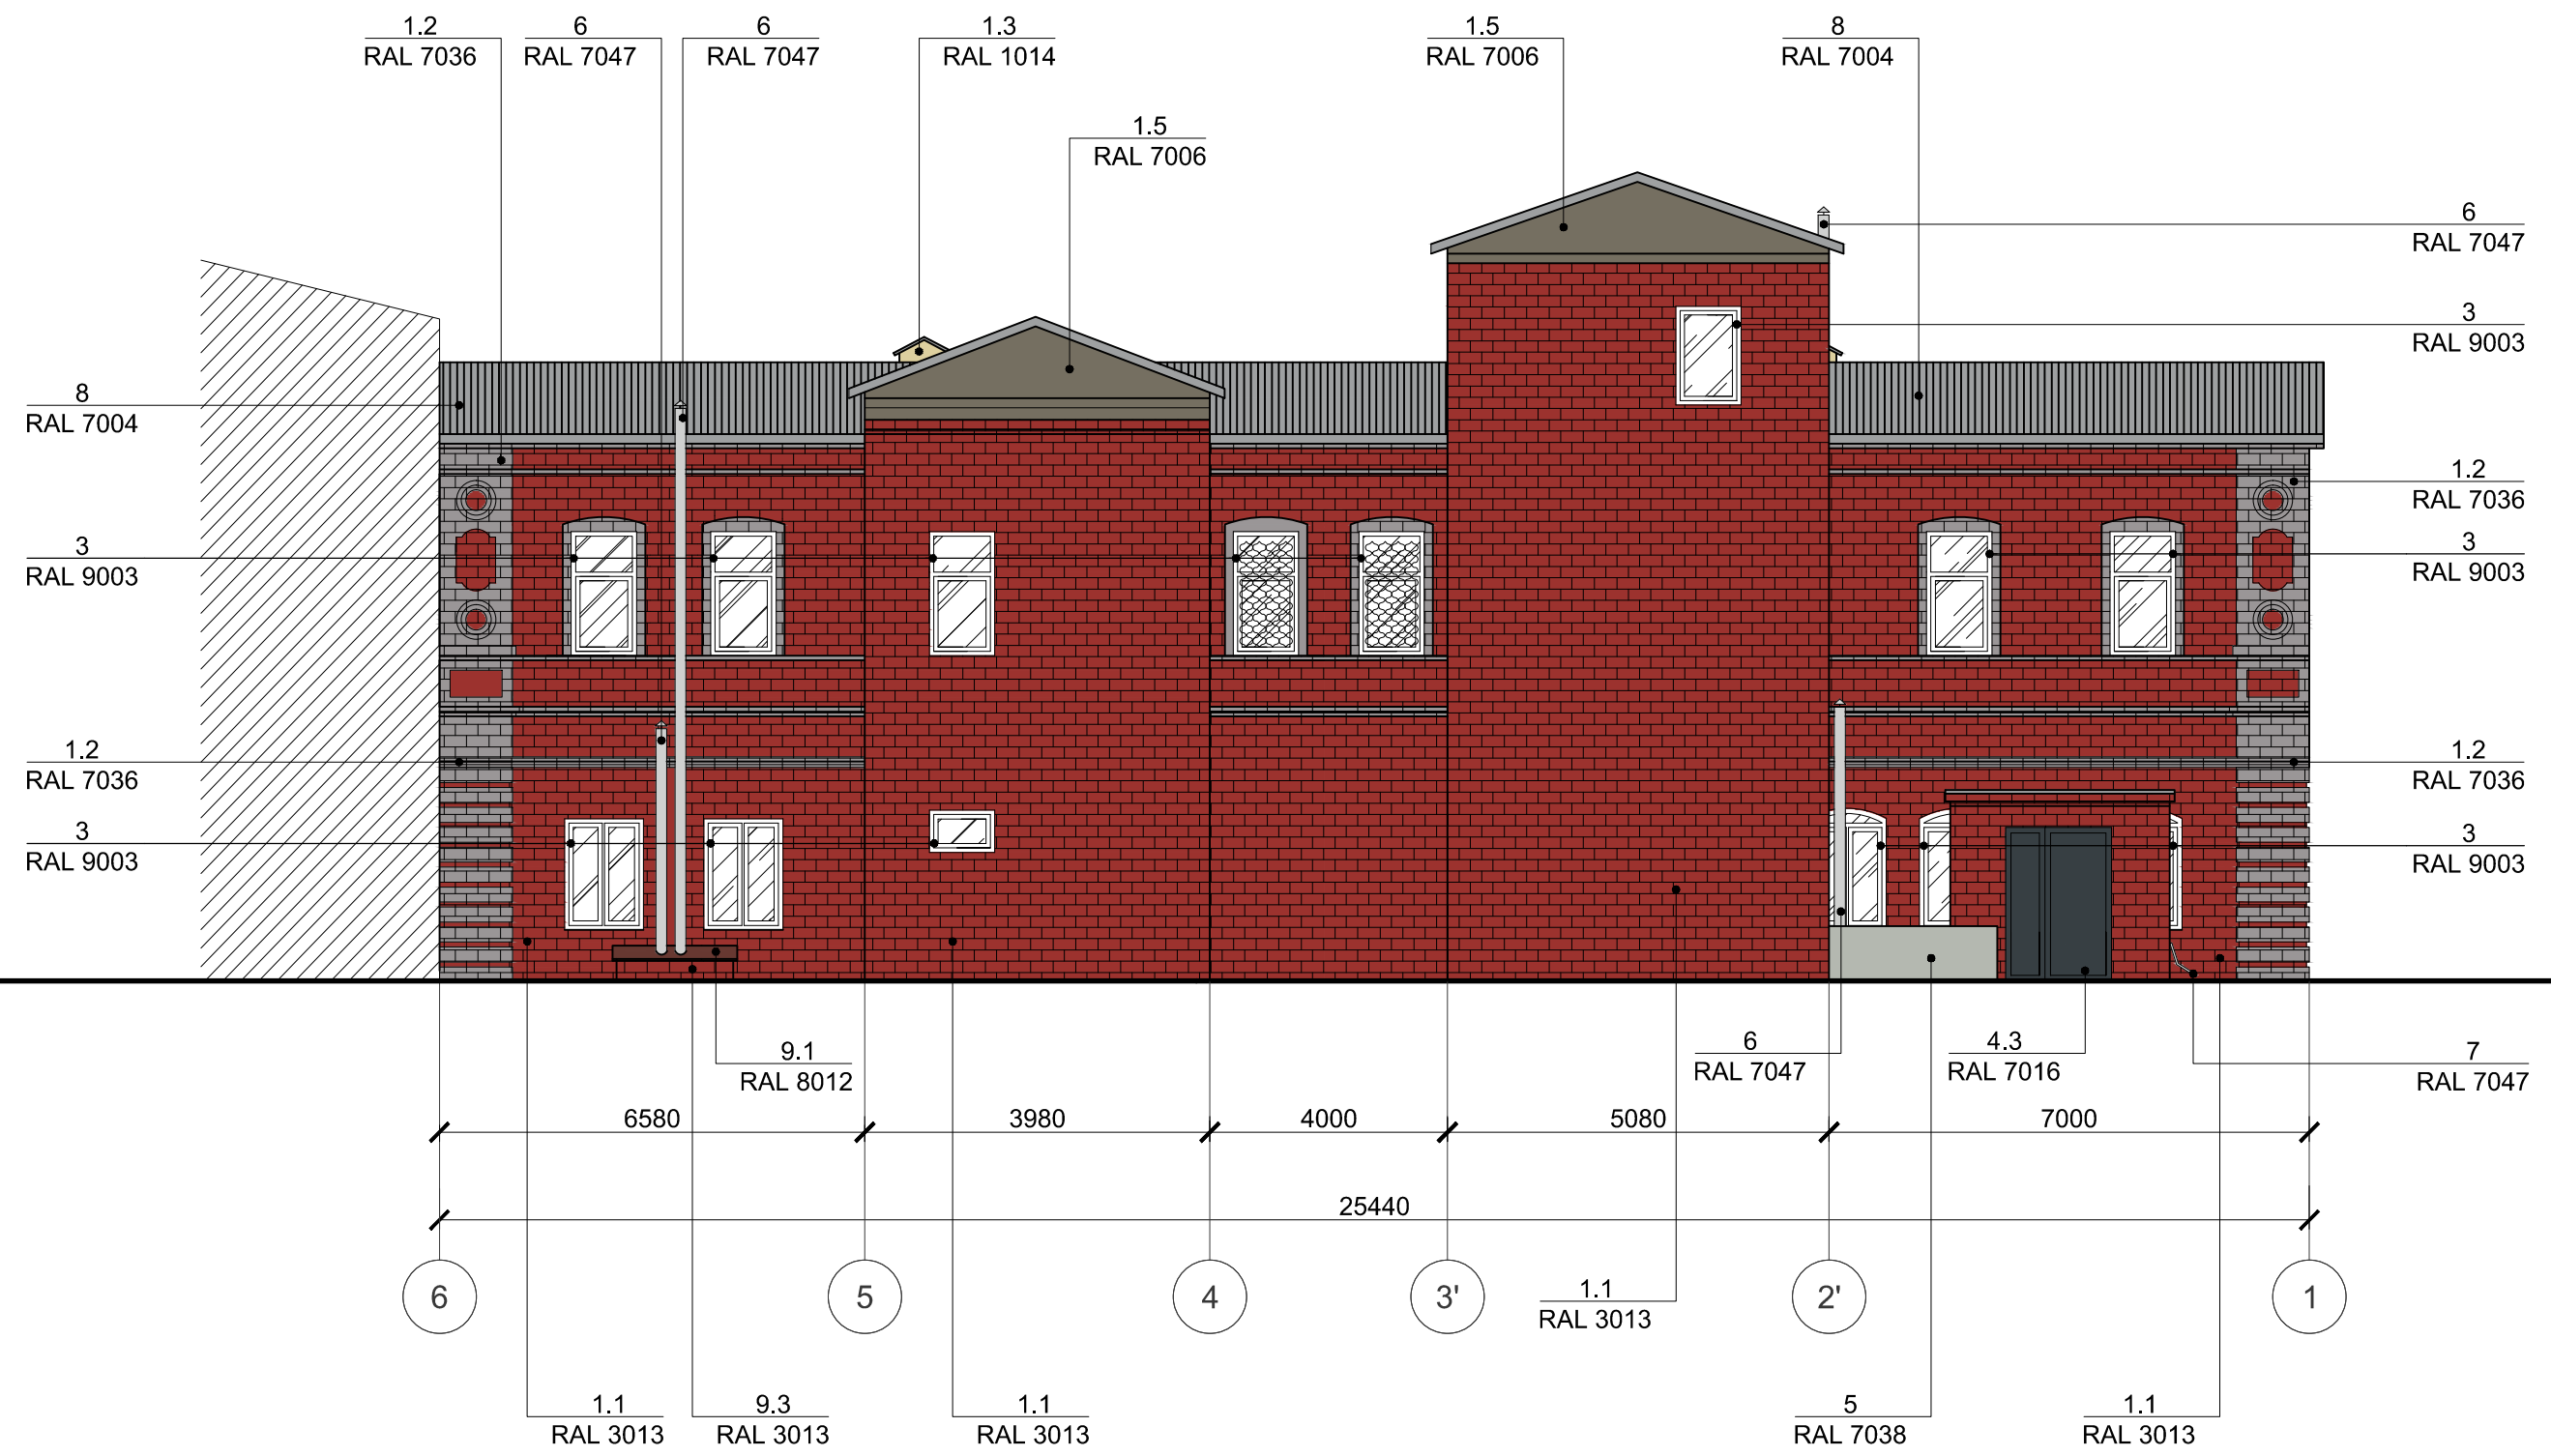 1.2
RAL 7036
6
RAL 7047
6
RAL 7047
1.3
RAL 1014
1.5
RAL 7006
8
RAL 7004
1.5
RAL 7006
6
RAL 7047
3
RAL 9003
8
RAL 7004
1.2
RAL 7036
3
RAL 9003
3
RAL 9003
1.2
RAL 7036
1.2
RAL 7036
3
RAL 9003
3
RAL 9003
9.1
RAL 8012
6
RAL 7047
4.3
RAL 7016
7
RAL 7047
6580
3980
4000
5080
7000
25440
6
5
4
3'
2'
1
1.1
RAL 3013
1.1
RAL 3013
9.3
RAL 3013
1.1
RAL 3013
5
RAL 7038
1.1
RAL 3013